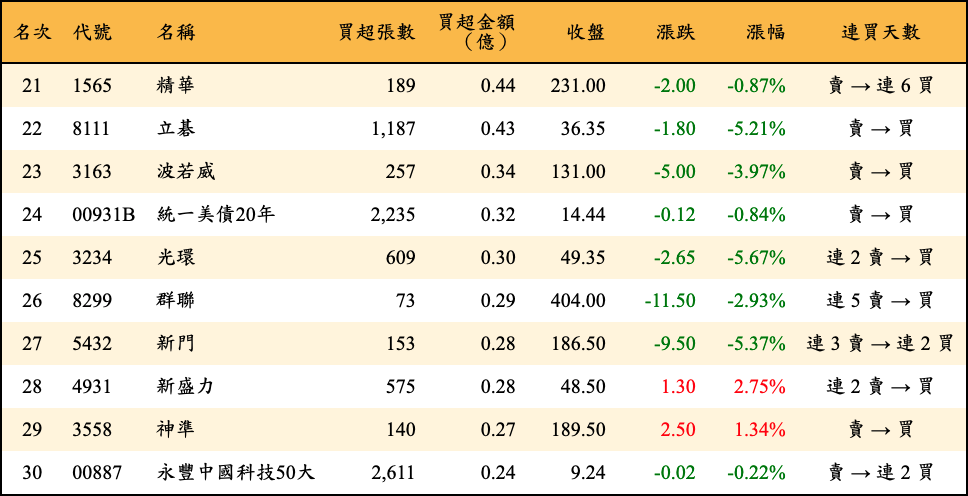 名次 代號 名稱 買超張數 買超金額（億） 收盤 漲跌 漲幅 連買天數
21 1565 精華 189 0.44 231.00 -2.00 -0.87% 賣 → 連 6 買
22 8111 立碁 1,187 0.43 36.35 -1.80 -5.21% 賣 → 買
23 3163 波若威 257 0.34 131.00 -5.00 -3.97% 賣 → 買
24 00931B 統一美債20年 2,235 0.32 14.44 -0.12 -0.84% 賣 → 買
25 3234 光環 609 0.30 49.35 -2.65 -5.67% 連 2 賣 → 買
26 8299 群聯 73 0.29 404.00 -11.50 -2.93% 連 5 賣 → 買
27 5432 新門 153 0.28 186.50 -9.50 -5.37% 連 3 賣 → 連 2 買
28 4931 新盛力 575 0.28 48.50 1.30 2.75% 連 2 賣 → 買
29 3558 神準 140 0.27 189.50 2.50 1.34% 賣 → 買
30 00887 永豐中國科技50大 2,611 0.24 9.24 -0.02 -0.22% 賣 → 連 2 買